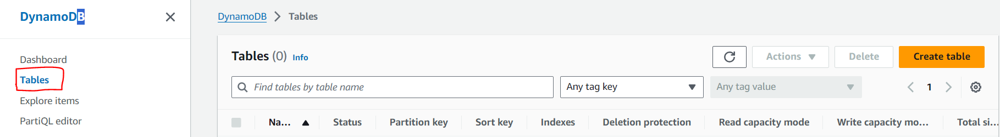 DynamoDB
Dashboard
Tables
Explore items
PartiQL editor
DynamoDB > Tables
Tables (0) Info
Actions
Delete
Create table
Find tables by table name
Any tag key
Any tag value
1
Na... Status Partition key Sort key Indexes Deletion protection Read capacity mode Write capacity mo... Total si...